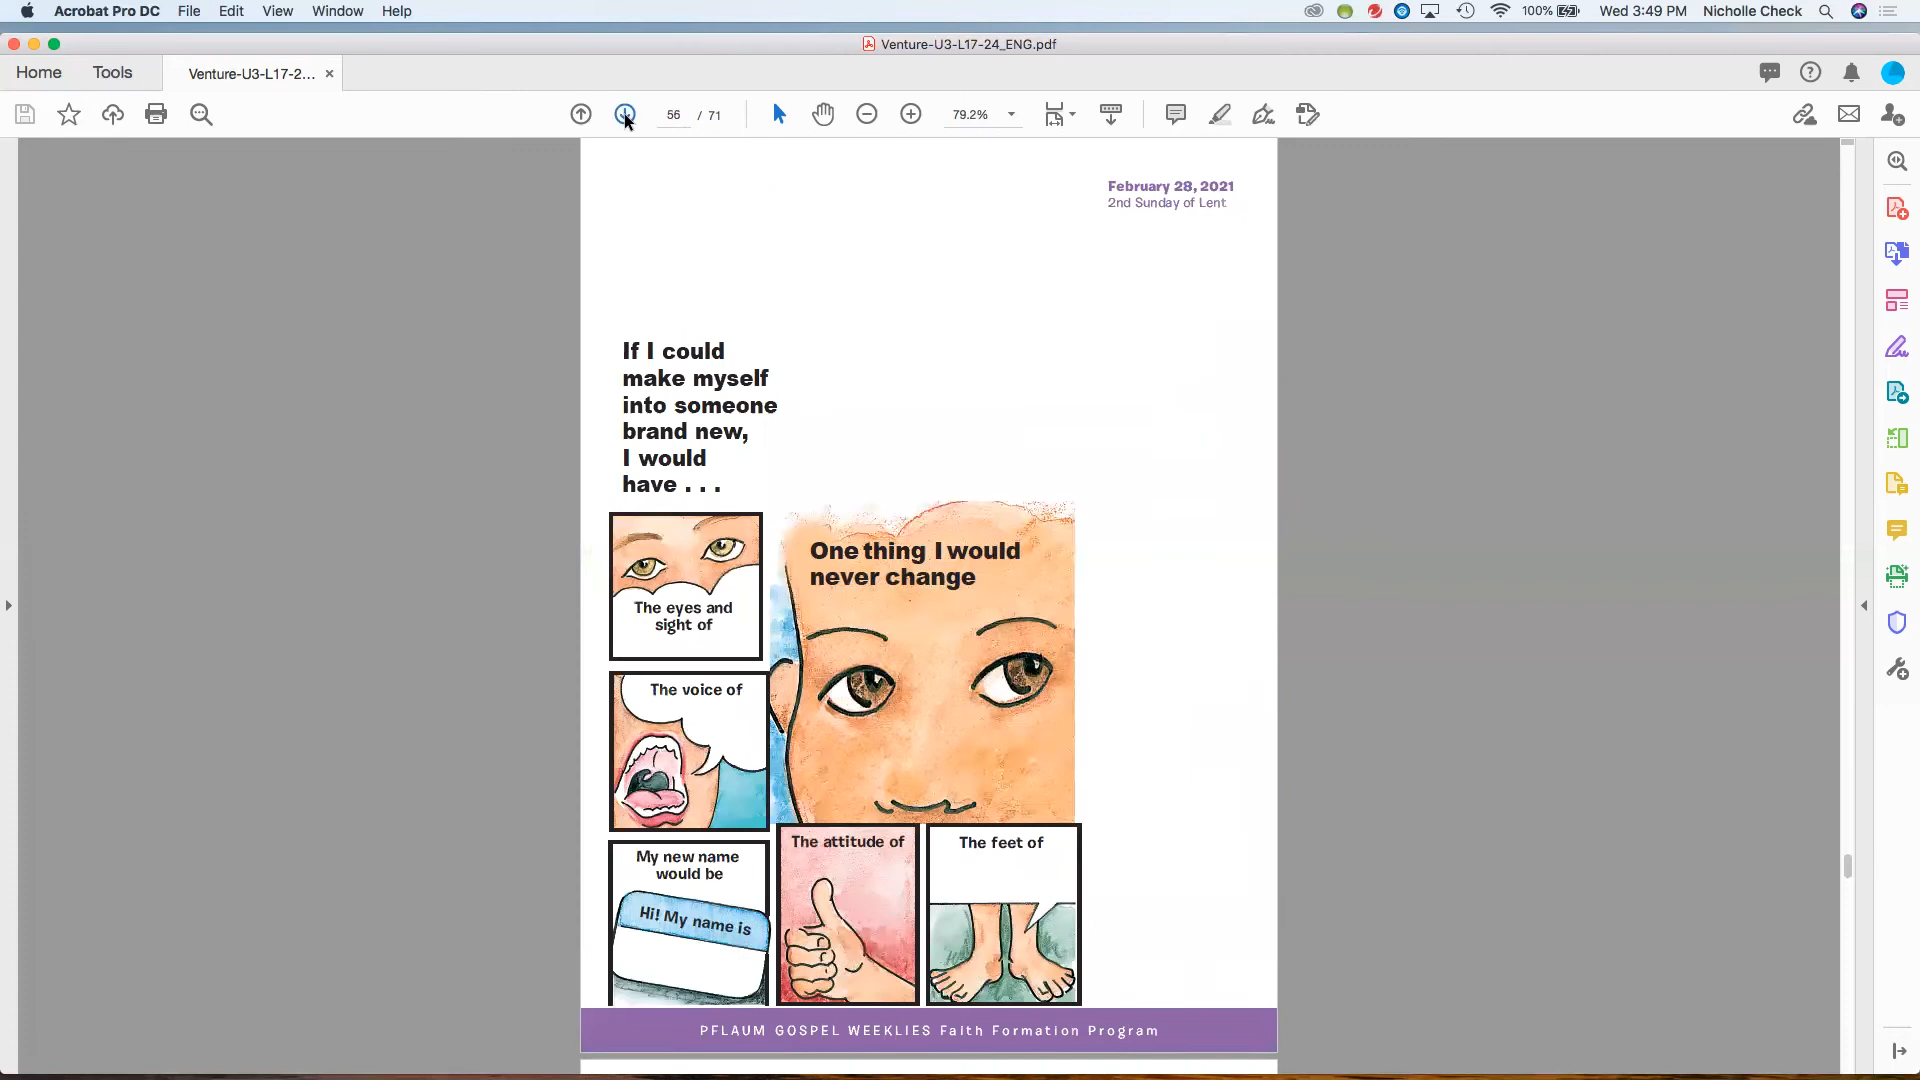 Acrobat Pro DC File Edit View Window Help 100% Wed 3:49 PM Nicholle Check
Venture-U3-L17-24_ENG.pdf
Home Tools Venture-U3-L17-2... ×
56 / 71 79.2%
February 28, 2021
2nd Sunday of Lent
If I could
make myself
into someone
brand new,
I would
have . . .
One thing I would
never change
The eyes and
sight of
The voice of
My new name
would be
Hi! My name is
The attitude of
The feet of
PFLAUM GOSPEL WEEKLIES Faith Formation Program